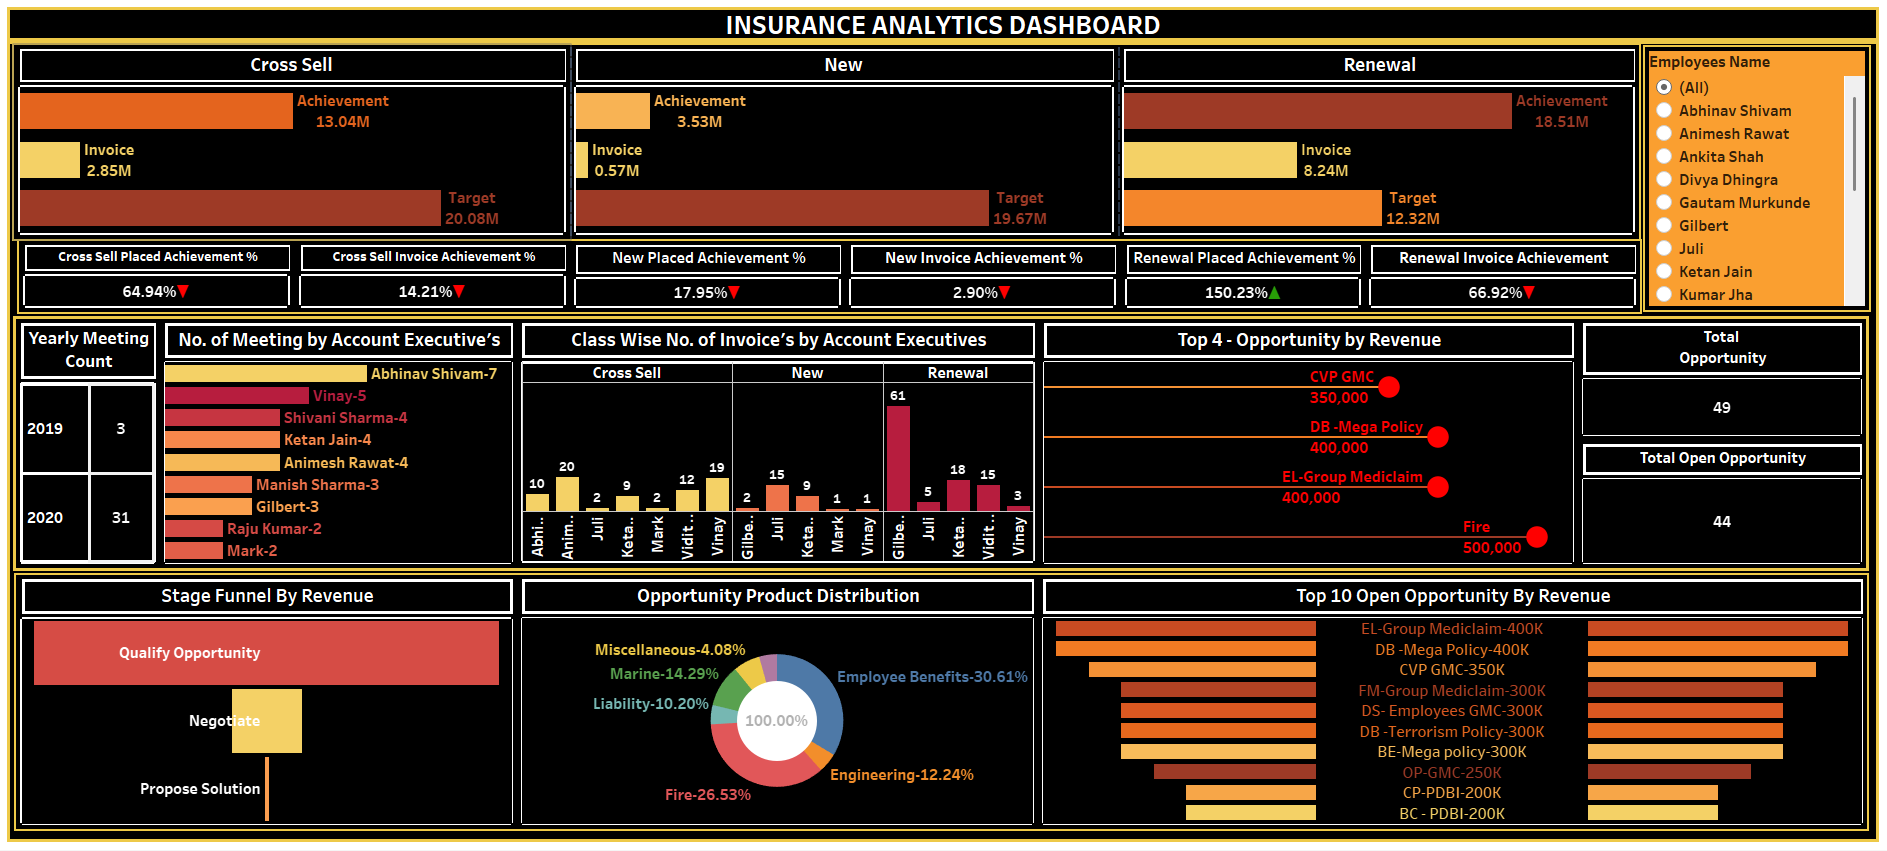 INSURANCE ANALYTICS DASHBOARD
Cross Sell
Achievement
13.04M
Invoice
2.85M
Target
20.08M
New
Achievement
3.53M
Invoice
0.57M
Target
19.67M
Renewal
Achievement
18.51M
Invoice
8.24M
Target
12.32M
Employees Name
(All)
Abhinav Shivam
Animesh Rawat
Ankita Shah
Divya Dhingra
Gautam Murkunde
Gilbert
Juli
Ketan Jain
Kumar Jha
Cross Sell Placed Achievement %
64.94%▼
Cross Sell Invoice Achievement %
14.21%▼
New Placed Achievement %
17.95%▼
New Invoice Achievement %
2.90%▼
Renewal Placed Achievement %
150.23%▲
Renewal Invoice Achievement
66.92%▼
Yearly Meeting
Count
2019 3
2020 31
No. of Meeting by Account Executive’s
Abhinav Shivam-7
Vinay-5
Shivani Sharma-4
Ketan Jain-4
Animesh Rawat-4
Manish Sharma-3
Gilbert-3
Raju Kumar-2
Mark-2
Class Wise No. of Invoice’s by Account Executives
Cross Sell New Renewal
10 20 2 9 2 12 19
2 15 9 1 1
61 5 18 15 3
Abhi.. Anim.. Juli Keta.. Mark Vidit .. Vinay
Gilbe.. Juli Keta.. Mark Vinay
Gilbe.. Juli Keta.. Vidit .. Vinay
Top 4 - Opportunity by Revenue
CVP GMC
350,000
DB -Mega Policy
400,000
EL-Group Mediclaim
400,000
Fire
500,000
Total
Opportunity
49
Total Open Opportunity
44
Stage Funnel By Revenue
Qualify Opportunity
Negotiate
Propose Solution
Opportunity Product Distribution
Miscellaneous-4.08%
Marine-14.29%
Liability-10.20%
Fire-26.53%
Employee Benefits-30.61%
Engineering-12.24%
100.00%
Top 10 Open Opportunity By Revenue
EL-Group Mediclaim-400K
DB -Mega Policy-400K
CVP GMC-350K
FM-Group Mediclaim-300K
DS- Employees GMC-300K
DB -Terrorism Policy-300K
BE-Mega policy-300K
OP-GMC-250K
CP-PDBI-200K
BC - PDBI-200K